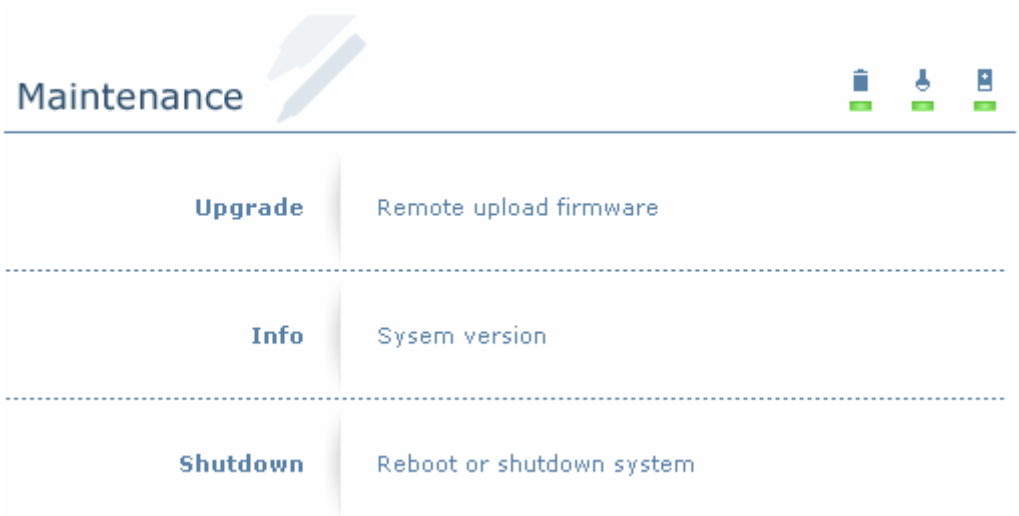 Maintenance
Upgrade Remote upload firmware
Info Sysem version
Shutdown Reboot or shutdown system